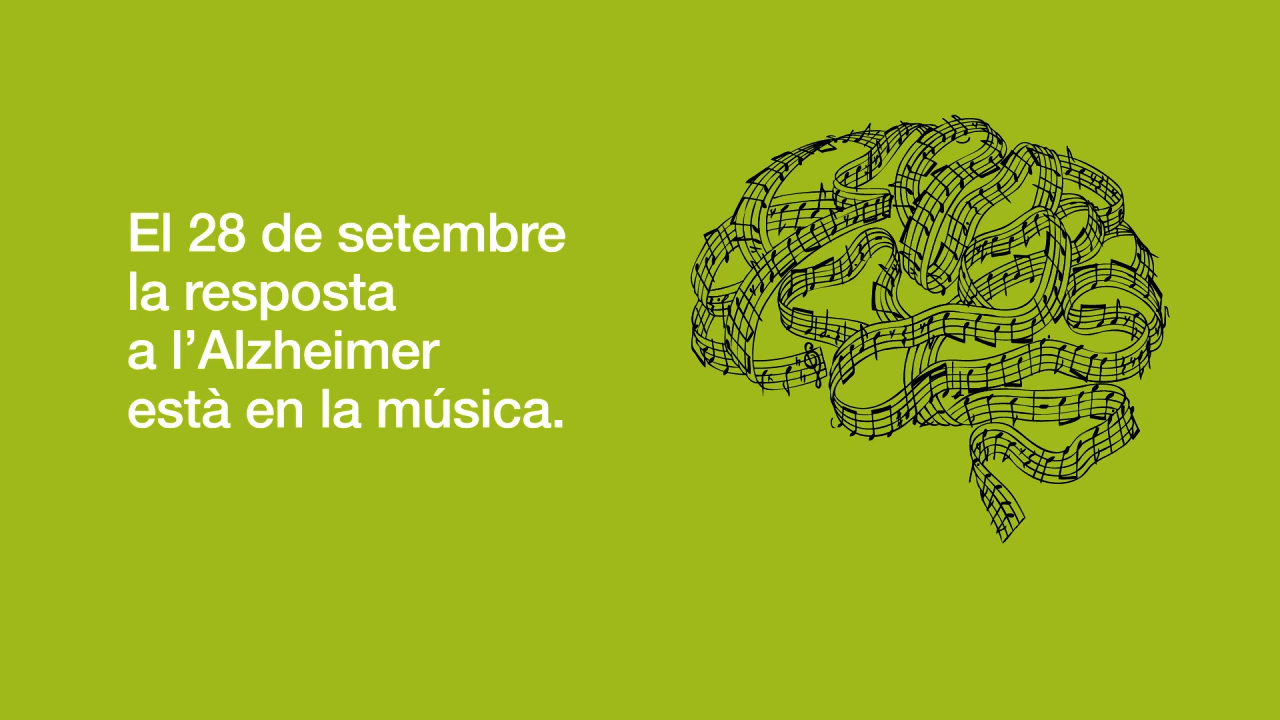 El 28 de setembre
la resposta
a l’Alzheimer
està en la música.